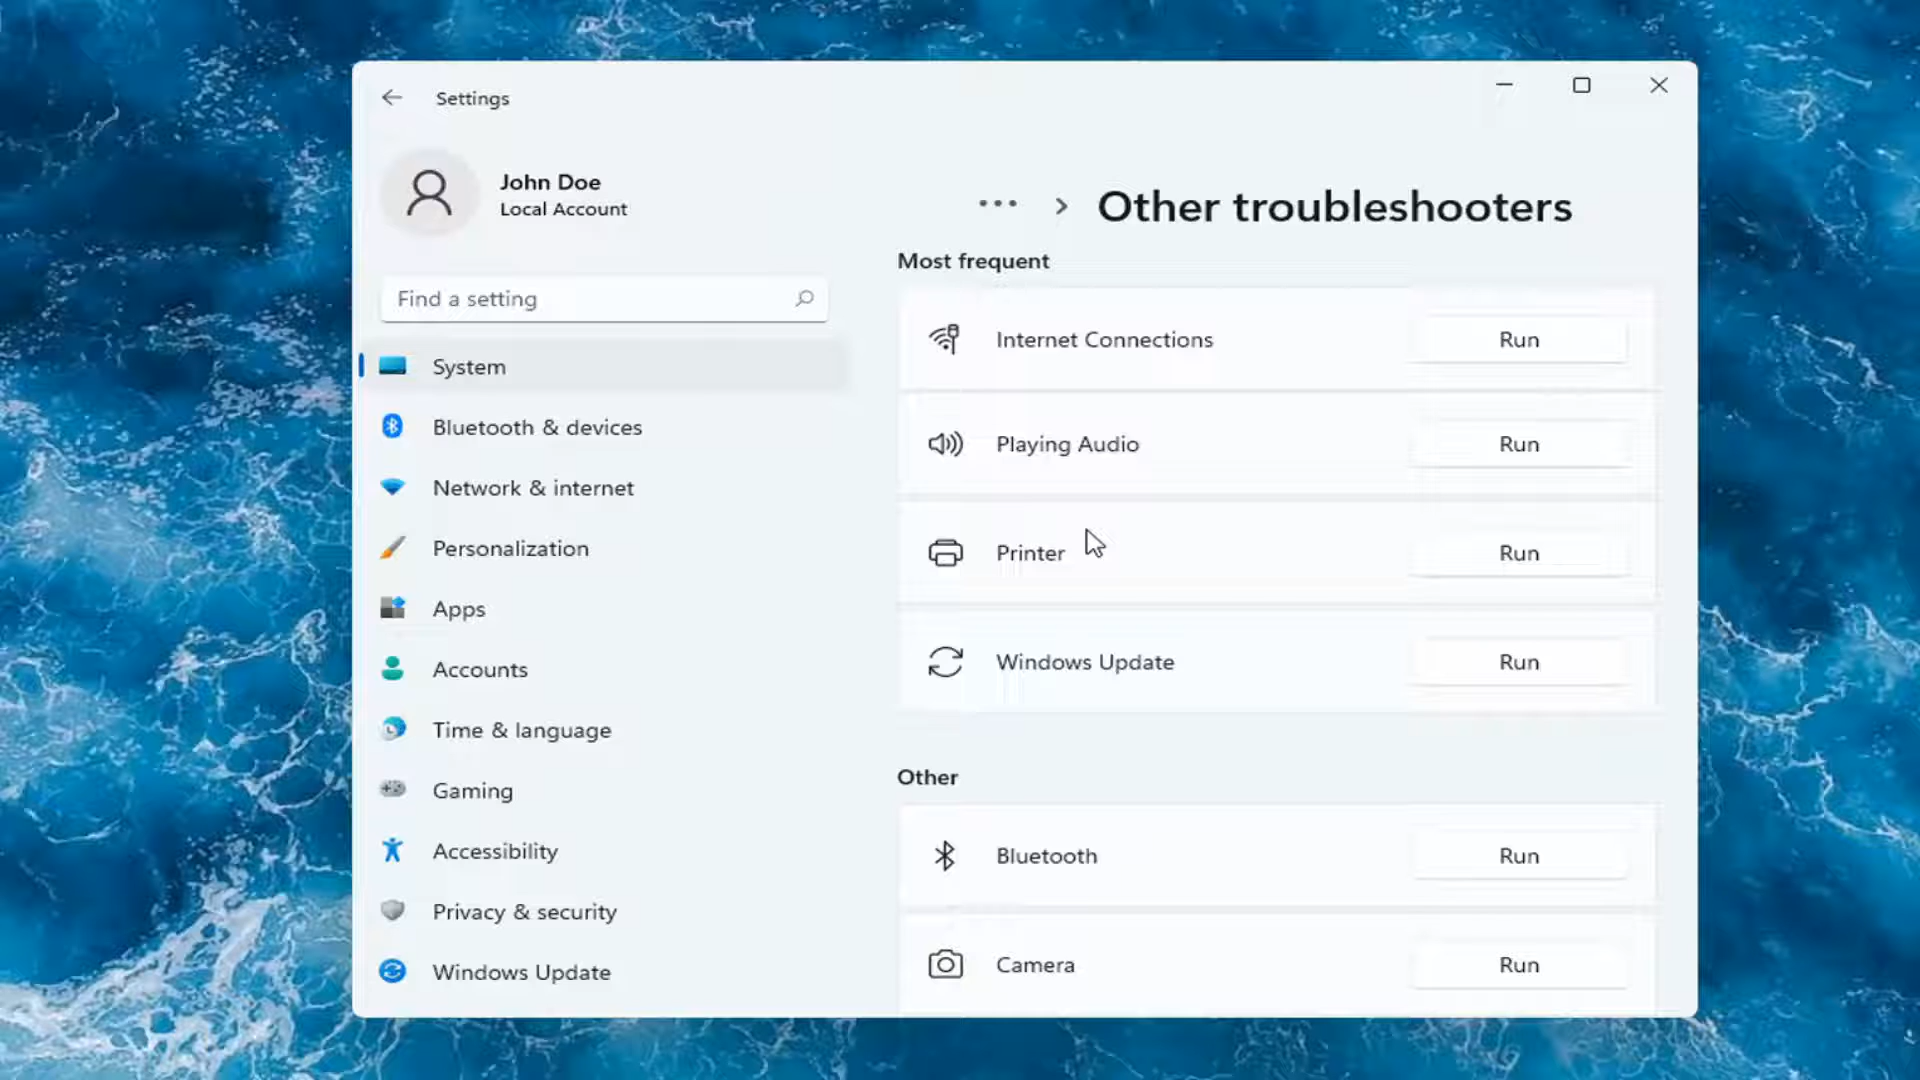 Settings
John Doe
Local Account
Find a setting
System
Bluetooth & devices
Network & internet
Personalization
Apps
Accounts
Time & language
Gaming
Accessibility
Privacy & security
Windows Update
Other troubleshooters
Most frequent
Internet Connections Run
Playing Audio Run
Printer Run
Windows Update Run
Other
Bluetooth Run
Camera Run